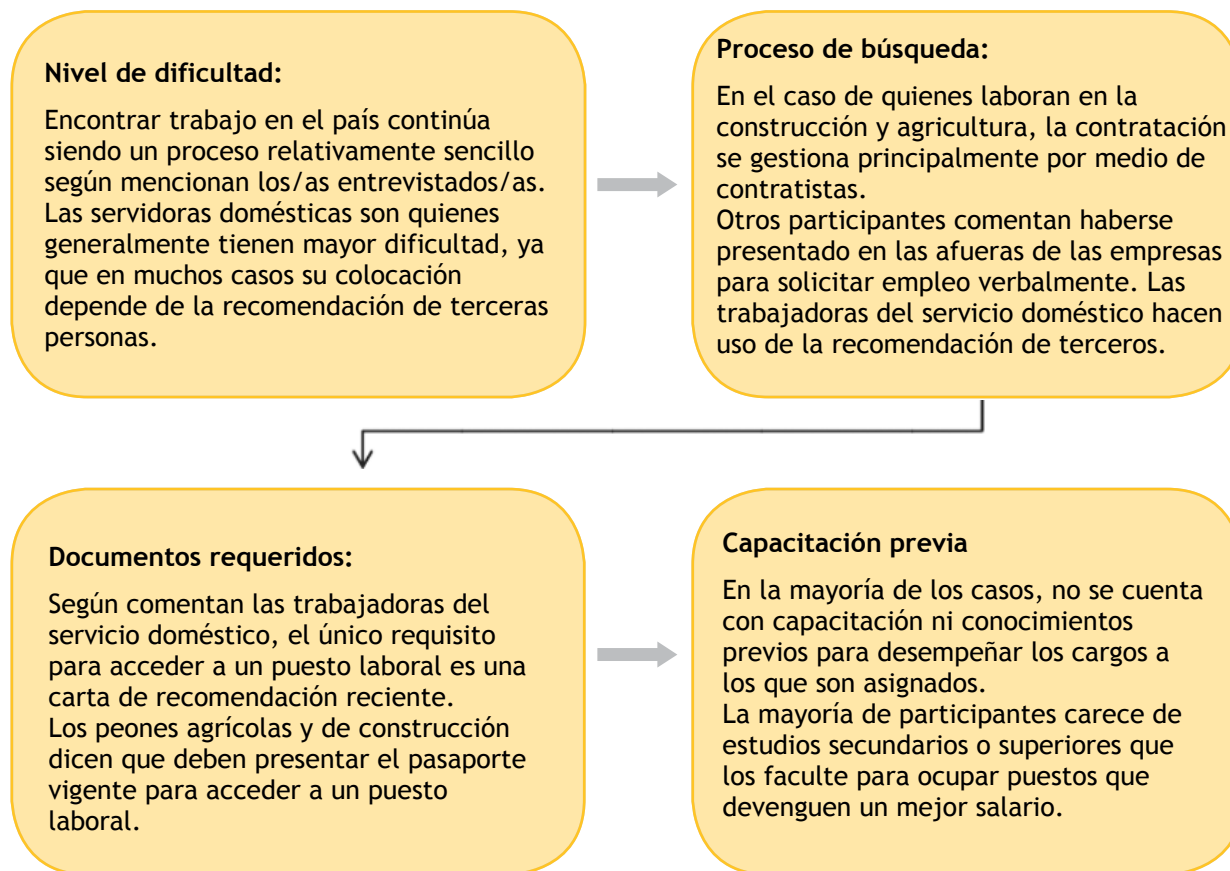 Nivel de dificultad:
Encontrar trabajo en el país continúa
siendo un proceso relativamente sencillo
según mencionan los/as entrevistados/as.
Las servidoras domésticas son quienes
generalmente tienen mayor dificultad, ya
que en muchos casos su colocación
depende de la recomendación de terceras
personas.
Proceso de búsqueda:
En el caso de quienes laboran en la
construcción y agricultura, la contratación
se gestiona principalmente por medio de
contratistas.
Otros participantes comentan haberse
presentado en las afueras de las empresas
para solicitar empleo verbalmente. Las
trabajadoras del servicio doméstico hacen
uso de la recomendación de terceros.
Documentos requeridos:
Según comentan las trabajadoras del
servicio doméstico, el único requisito
para acceder a un puesto laboral es una
carta de recomendación reciente.
Los peones agrícolas y de construcción
dicen que deben presentar el pasaporte
vigente para acceder a un puesto
laboral.
Capacitación previa
En la mayoría de los casos, no se cuenta
con capacitación ni conocimientos
previos para desempeñar los cargos a
los que son asignados.
La mayoría de participantes carece de
estudios secundarios o superiores que
los faculte para ocupar puestos que
devenguen un mejor salario.